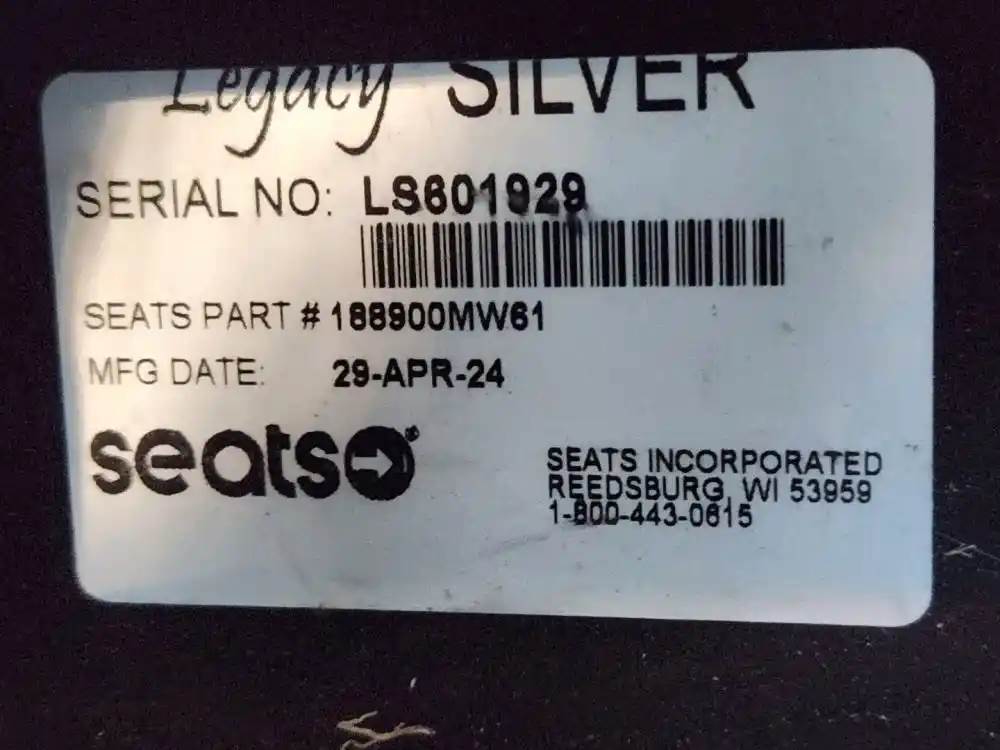 Legacy SILVER
SERIAL NO: LS601929
SEATS PART # 188900MW61
MFG DATE: 29-APR-24
seats
SEATS INCORPORATED
REEDSBURG, WI 53959
1-800-443-0615